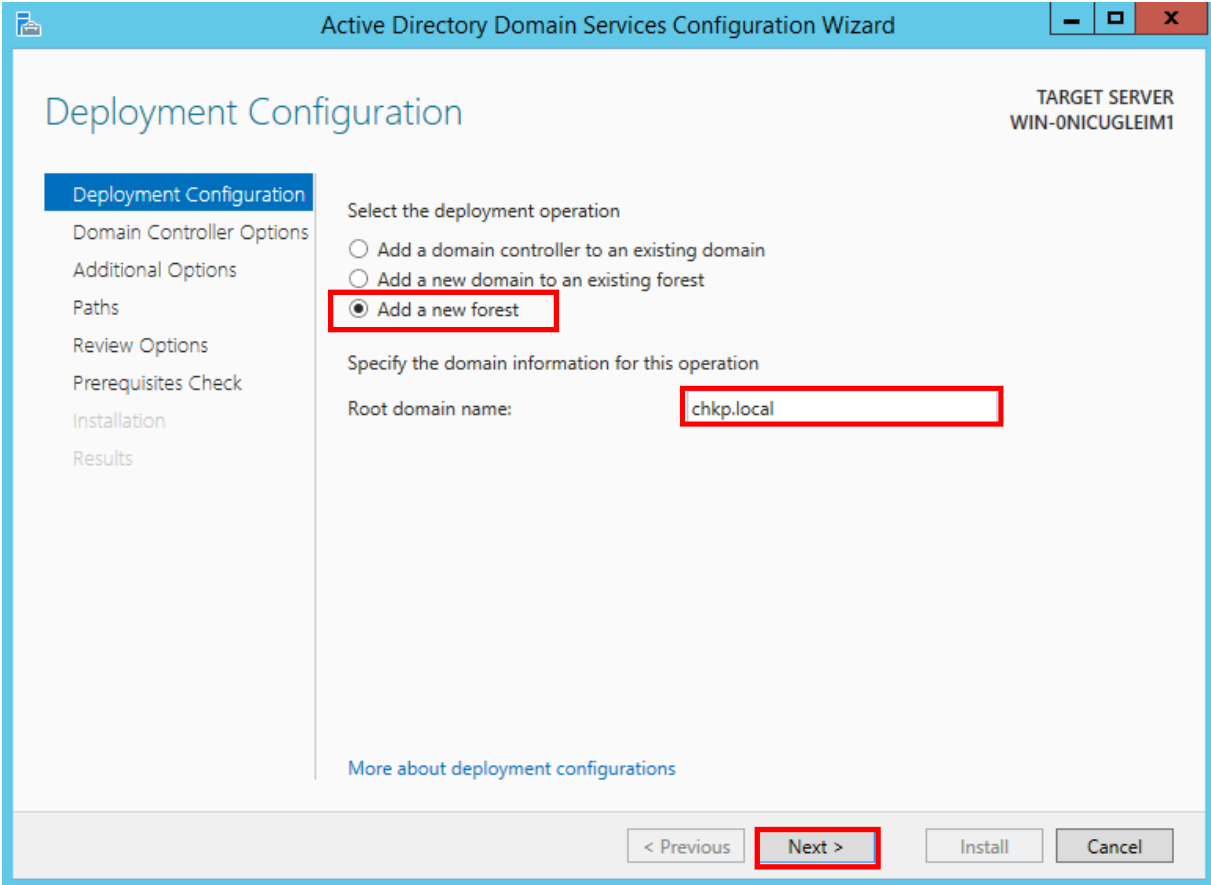 Active Directory Domain Services Configuration Wizard
Deployment Configuration
TARGET SERVER
WIN-0NICUGLEIM1
Deployment Configuration
Domain Controller Options
Additional Options
Paths
Review Options
Prerequisites Check
Installation
Results
Select the deployment operation
Add a domain controller to an existing domain
Add a new domain to an existing forest
Add a new forest
Specify the domain information for this operation
Root domain name: chkp.local
More about deployment configurations
< Previous Next > Install Cancel